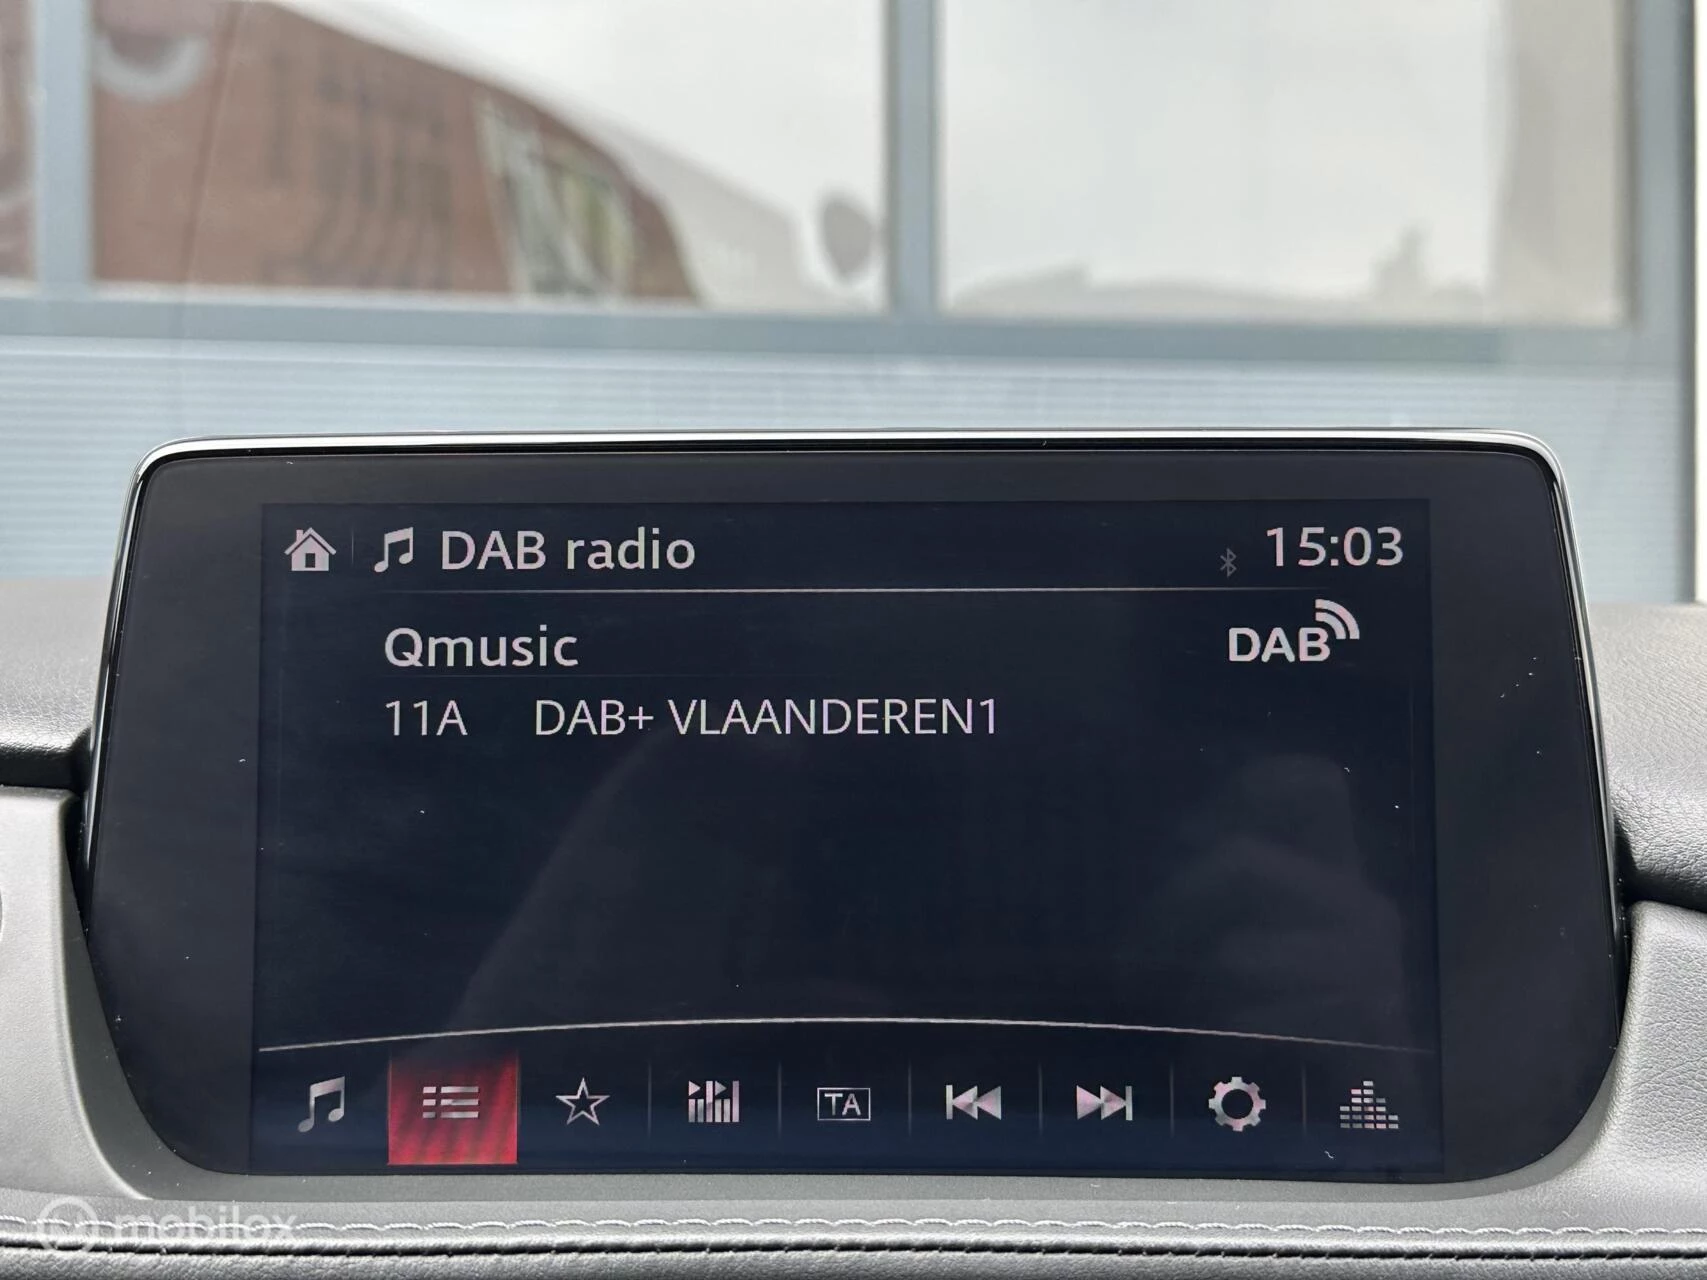 DAB radio 15:03
Qmusic DAB
11A DAB+ VLAANDEREN1
TA
mobilox